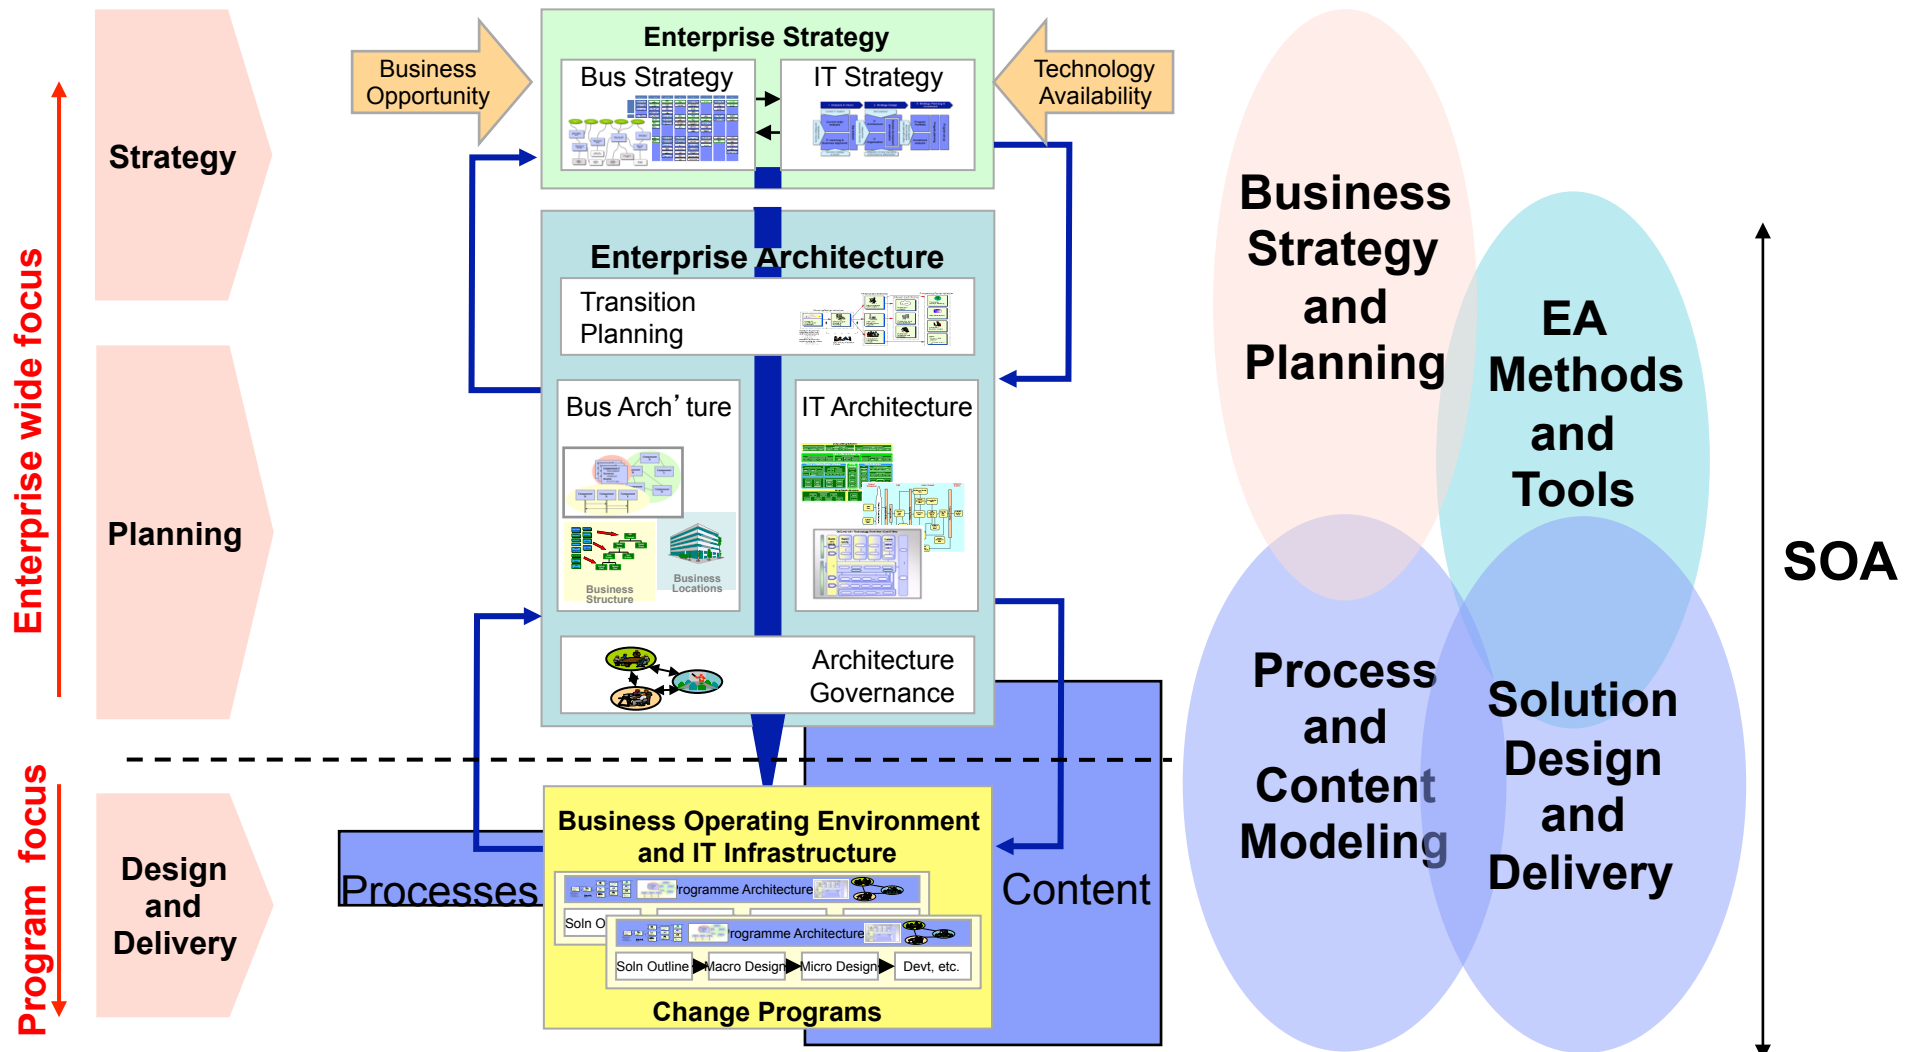 Enterprise wide focus
Program focus
Strategy
Planning
Design
and
Delivery
Business
Opportunity
Technology
Availability
Enterprise Strategy
Bus Strategy
IT Strategy
Enterprise Architecture
Transition
Planning
Bus Arch’ ture
IT Architecture
Business
Structure
Business
Locations
Architecture
Governance
Processes
Content
Business Operating Environment
and IT Infrastructure
Programme Architecture
Soln O
Programme Architecture
Soln Outline
Macro Design
Micro Design
Devt, etc.
Change Programs
Business
Strategy
and
Planning
EA
Methods
and
Tools
Process
and
Content
Modeling
Solution
Design
and
Delivery
SOA